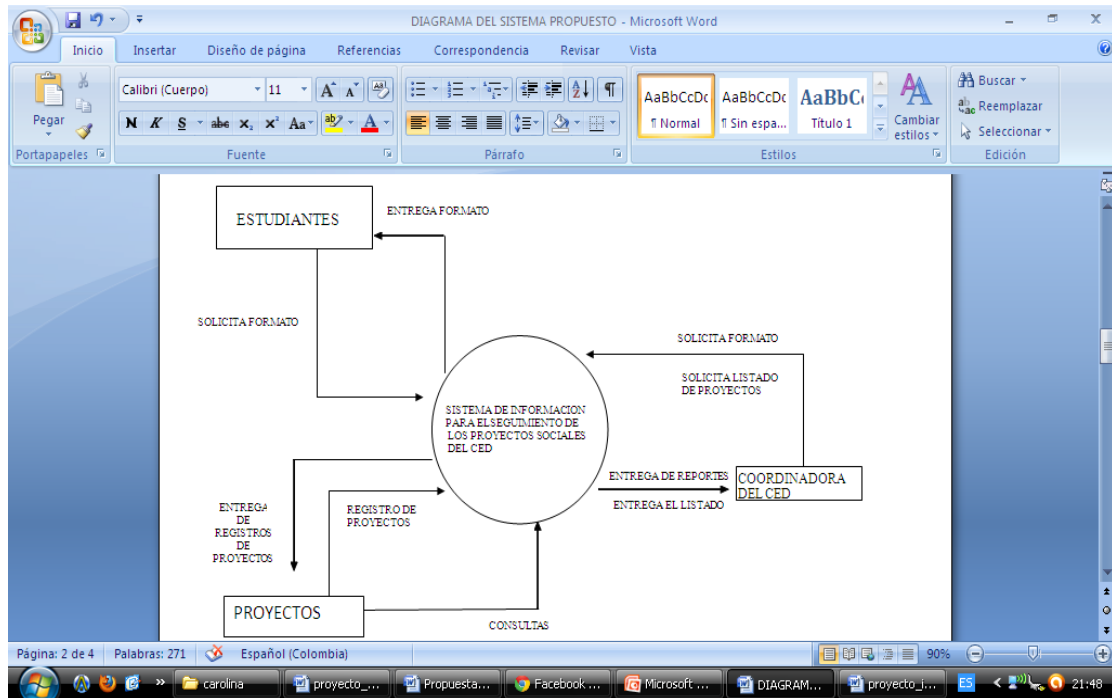 DIAGRAMA DEL SISTEMA PROPUESTO - Microsoft Word
Inicio Insertar Diseño de página Referencias Correspondencia Revisar Vista
Pegar
Portapapeles
Calibri (Cuerpo) 11
N K S abc x₂ x² Aa
Fuente
Párrafo
AaBbCcDc AaBbCcDc AaBbC
¶ Normal ¶ Sin espa... Título 1
Cambiar
estilos
Estilos
Buscar
Reemplazar
Seleccionar
Edición
ESTUDIANTES
ENTREGA FORMATO
SOLICITA FORMATO
SOLICITA FORMATO
SOLICITA LISTADO
DE PROYECTOS
SISTEMA DE INFORMACION
PARA EL SEGUIMIENTO DE
LOS PROYECTOS SOCIALES
DEL CED
ENTREGA DE REPORTES
ENTREGA EL LISTADO
COORDINADORA
DEL CED
ENTREGA
DE
REGISTROS
DE
PROYECTOS
REGISTRO DE
PROYECTOS
PROYECTOS
CONSULTAS
Página: 2 de 4 Palabras: 271 Español (Colombia) 90%
carolina proyecto_... Propuesta... Facebook ... Microsoft ... DIAGRAM... proyecto_i... ES 21:48